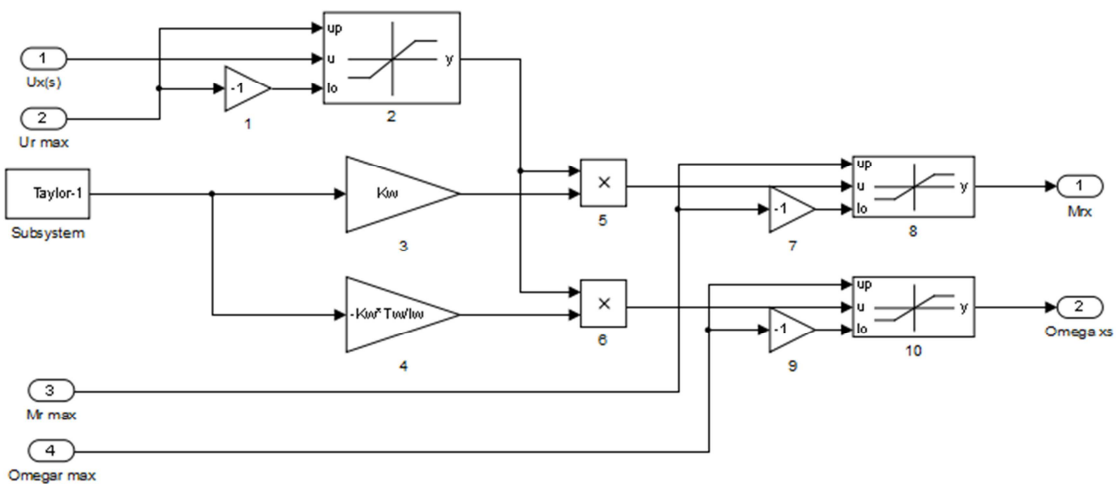 up
u
lo
y
2
1
Ux(s)
2
Ur max
-1
1
Taylor-1
Subsystem
Kw
3
-Kw*Tw/Iw
4
×
5
×
6
up
u
lo
y
8
-1
7
1
Mrx
up
u
lo
y
10
-1
9
2
Omega xs
3
Mr max
4
Omegar max